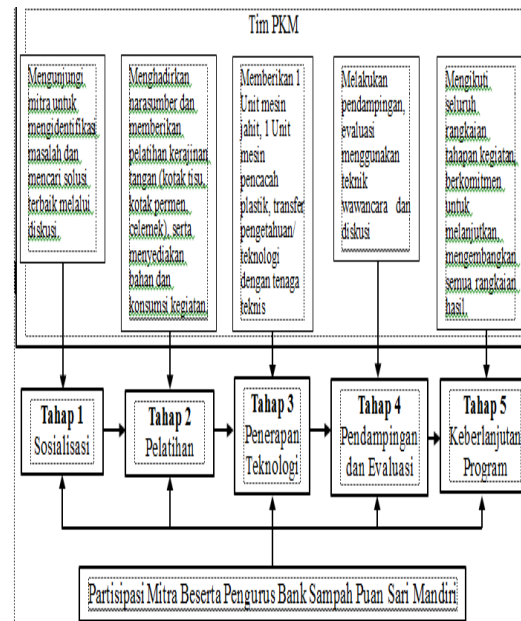 Tim PKM
Mengunjungi
mitra untuk
mengidentifikasi
masalah dan
mencari solusi
terbaik melalui
diskusi.
Menghadirkan
narasumber dan
memberikan
pelatihan kerajinan
tangan (kotak tisu,
kotak permen,
celemek), serta
menyediakan
bahan dan
konsumsi kegiatan.
Memberikan 1
Unit mesin
jahit, 1 Unit
mesin
pencacah
plastik, transfer
pengetahuan/
teknologi
dengan tenaga
teknis
Melakukan
pendampingan,
evaluasi
menggunakan
teknik
wawancara dan
diskusi
Mengikuti
seluruh
rangkaian
tahapan kegiatan,
berkomitmen
untuk
melanjutkan,
mengembangkan
semua rangkaian
hasil.
Tahap 1
Sosialisasi
Tahap 2
Pelatihan
Tahap 3
Penerapan
Teknologi
Tahap 4
Pendampingan
dan Evaluasi
Tahap 5
Keberlanjutan
Program
Partisipasi Mitra Beserta Pengurus Bank Sampah Puan Sari Mandiri